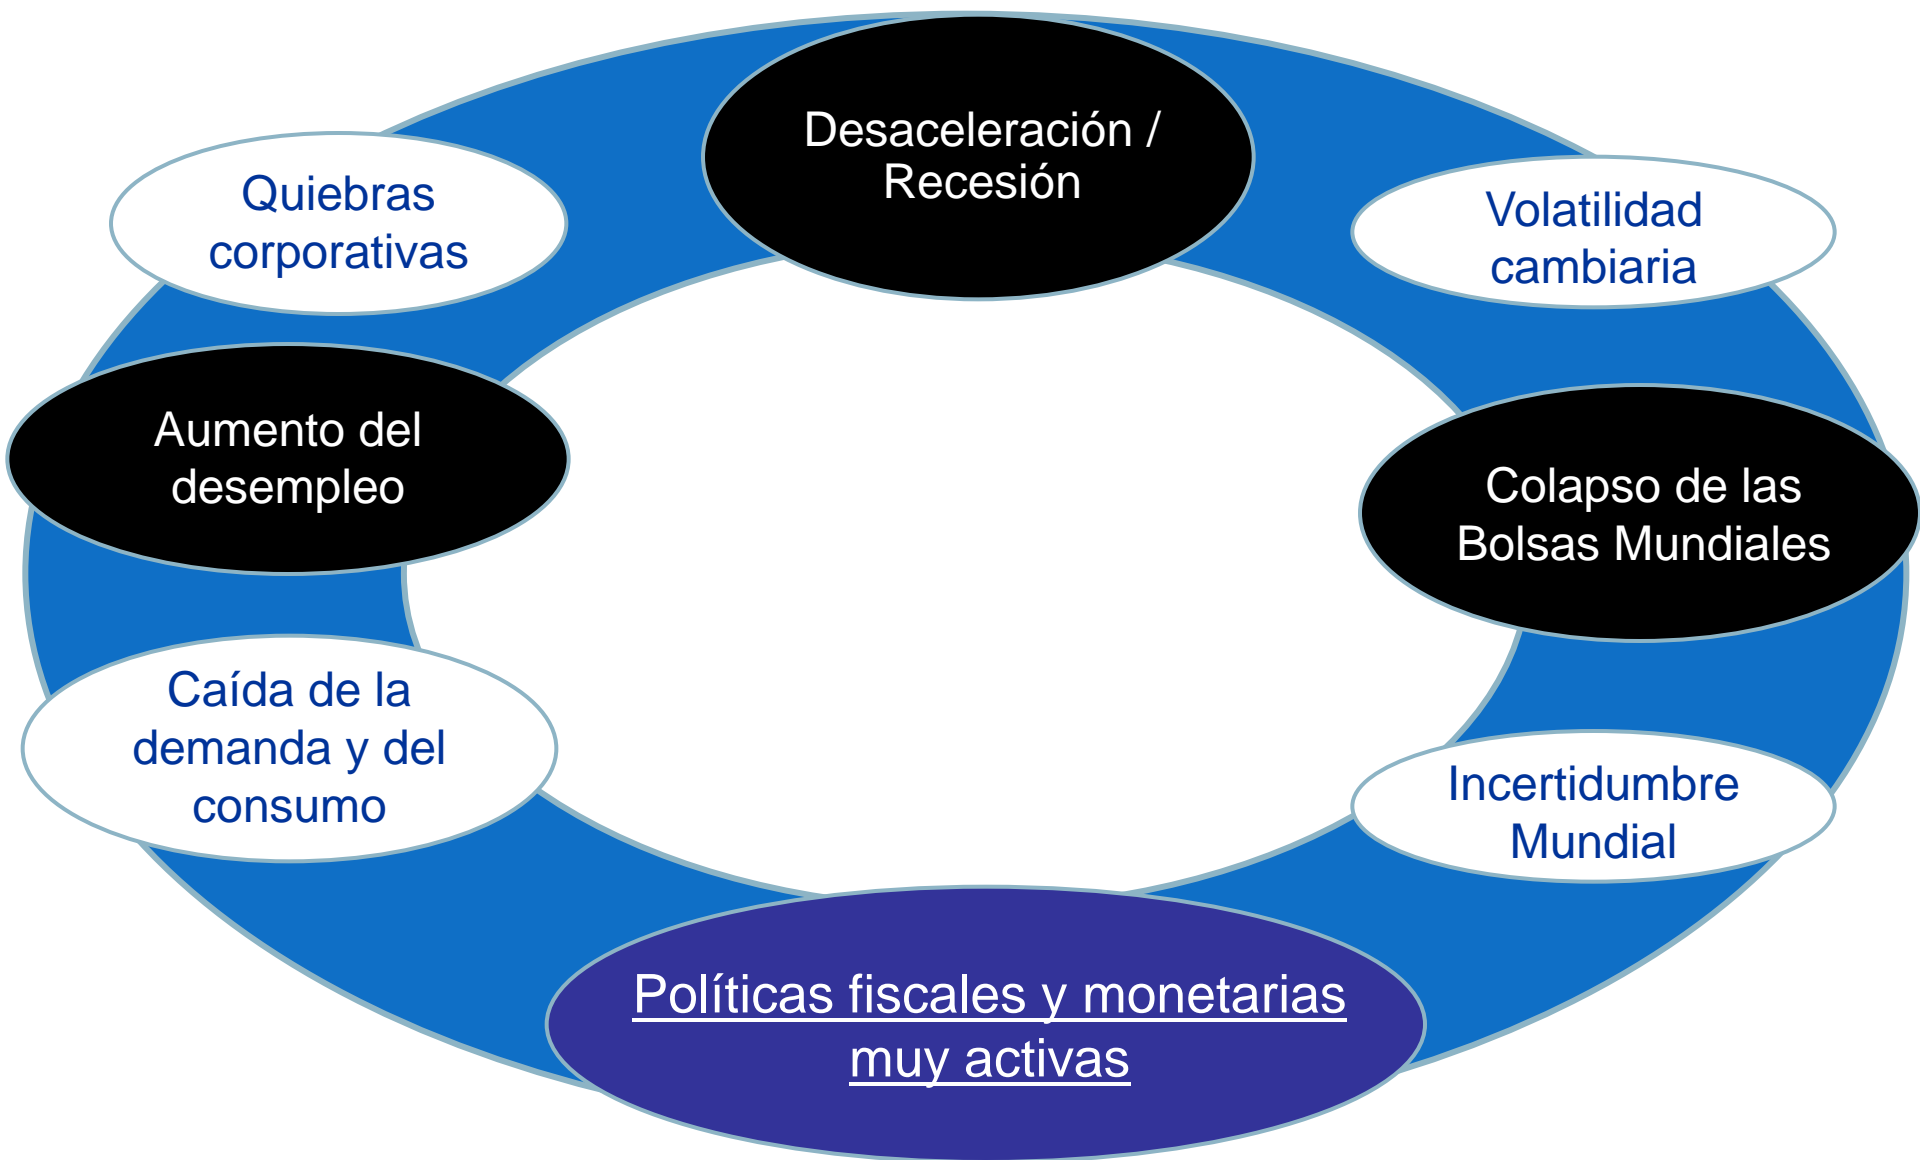 Desaceleración /
Recesión
Quiebras
corporativas
Volatilidad
cambiaria
Aumento del
desempleo
Colapso de las
Bolsas Mundiales
Caída de la
demanda y del
consumo
Incertidumbre
Mundial
Políticas fiscales y monetarias
muy activas